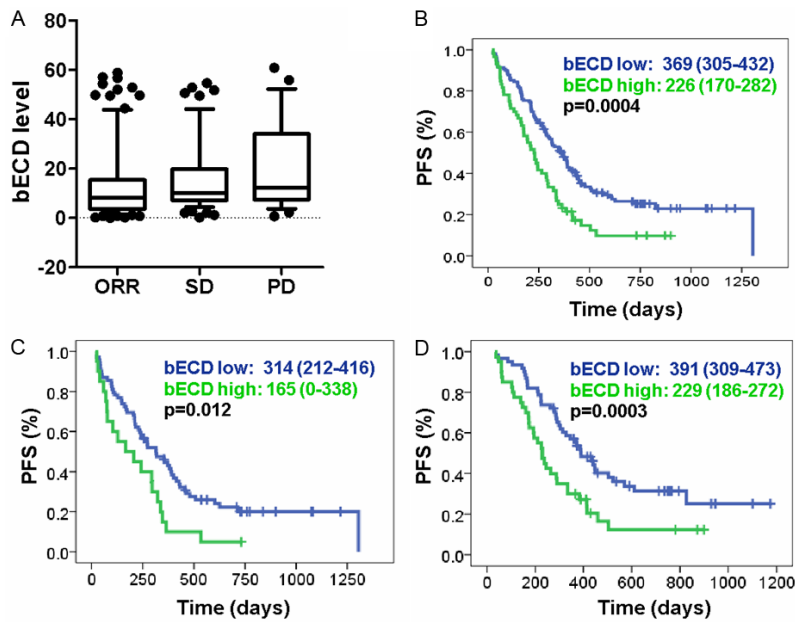 A
bECD level
80
60
40
20
0
-20
ORR SD PD
B
bECD low: 369 (305-432)
bECD high: 226 (170-282)
p=0.0004
PFS (%)
1.0
0.8
0.6
0.4
0.2
0.0
0 250 500 750 1000 1250
Time (days)
C
bECD low: 314 (212-416)
bECD high: 165 (0-338)
p=0.012
PFS (%)
1.0
0.8
0.6
0.4
0.2
0.0
0 250 500 750 1000 1250
Time (days)
D
bECD low: 391 (309-473)
bECD high: 229 (186-272)
p=0.0003
PFS (%)
1.0
0.8
0.6
0.4
0.2
0.0
0 200 400 600 800 1000 1200
Time (days)